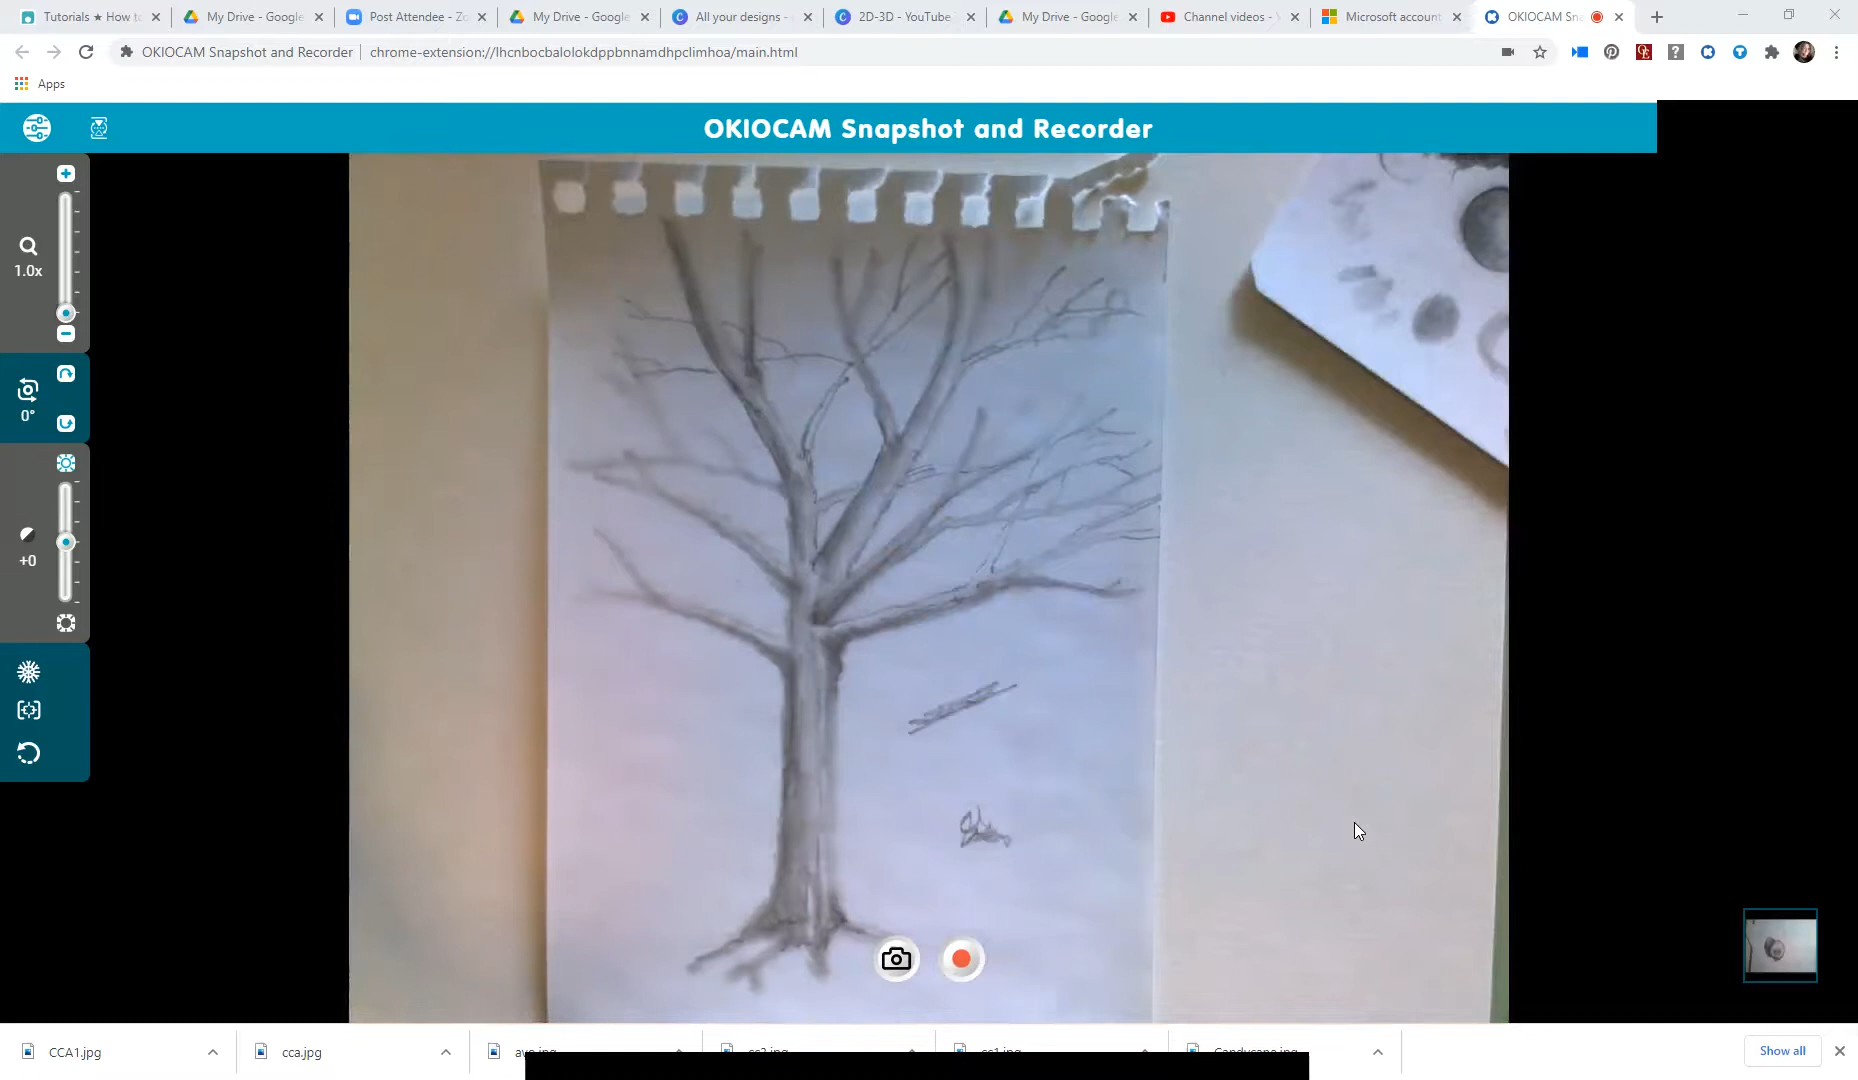 Tutorials ★ How t
My Drive - Google
Post Attendee - Zo
My Drive - Google
All your designs -
2D-3D - YouTube
My Drive - Google
Channel videos -
Microsoft account
OKIOCAM Sna
OKIOCAM Snapshot and Recorder
chrome-extension://lhcnbocbalolokdppbnnamdhpclimhoa/main.html
Apps
OKIOCAM Snapshot and Recorder
1.0x
0°
+0
CCA1.jpg
cca.jpg
Show all